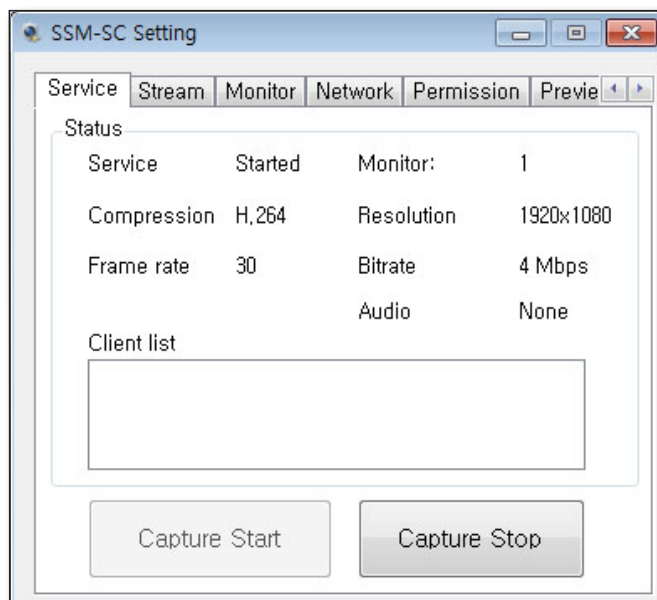 SSM-SC Setting
Service Stream Monitor Network Permission Previe
Status
Service Started Monitor: 1
Compression H.264 Resolution 1920x1080
Frame rate 30 Bitrate 4 Mbps
Audio None
Client list
Capture Start Capture Stop